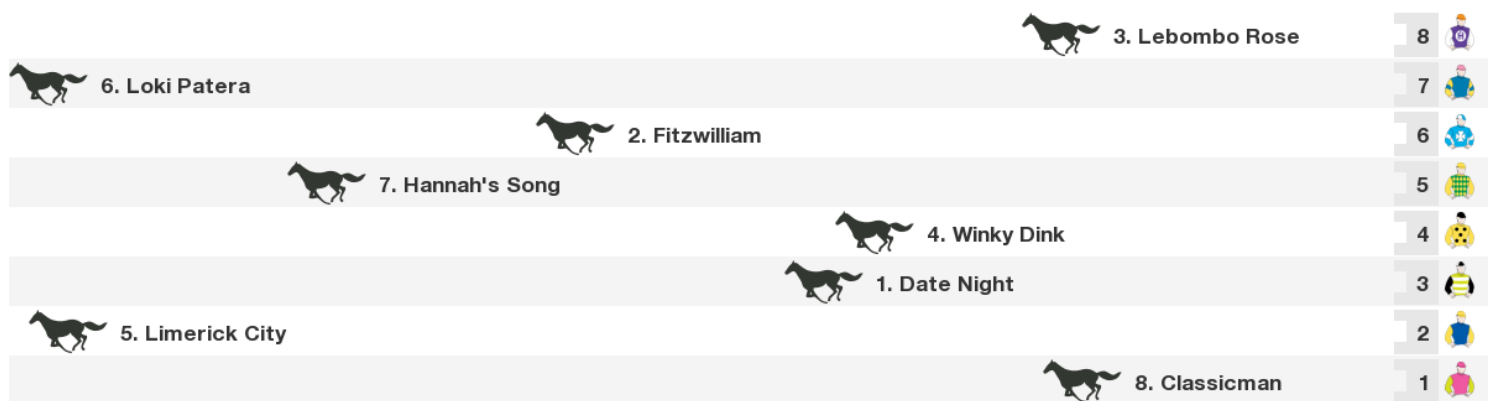 3. Lebombo Rose 8
6. Loki Patera 7
2. Fitzwilliam 6
7. Hannah's Song 5
4. Winky Dink 4
1. Date Night 3
5. Limerick City 2
8. Classicman 1